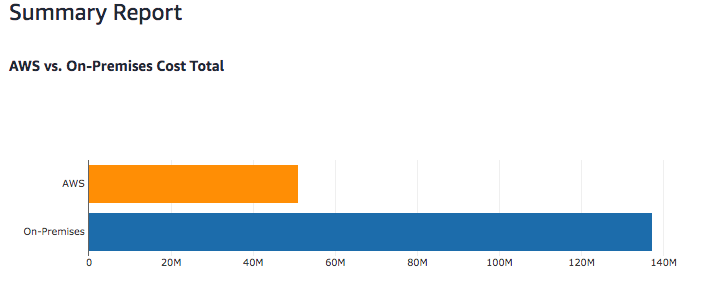 Summary Report
AWS vs. On-Premises Cost Total
AWS
On-Premises
0 20M 40M 60M 80M 100M 120M 140M